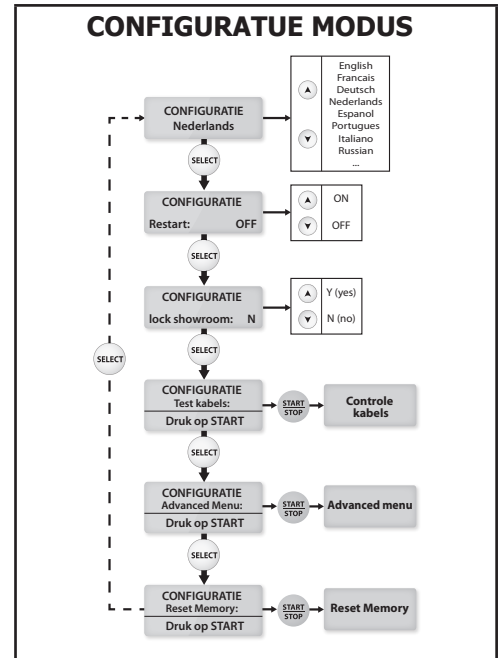 CONFIGURATUE MODUS
CONFIGURATIE
Nederlands
English
Francais
Deutsch
Nederlands
Espanol
Portugues
Italiano
Russian
...
SELECT
CONFIGURATIE
Restart: OFF
ON
OFF
SELECT
CONFIGURATIE
lock showroom: N
Y (yes)
N (no)
SELECT
SELECT
CONFIGURATIE
Test kabels:
Druk op START
START
STOP
Controle
kabels
SELECT
CONFIGURATIE
Advanced Menu:
Druk op START
START
STOP
Advanced menu
SELECT
CONFIGURATIE
Reset Memory:
Druk op START
START
STOP
Reset Memory